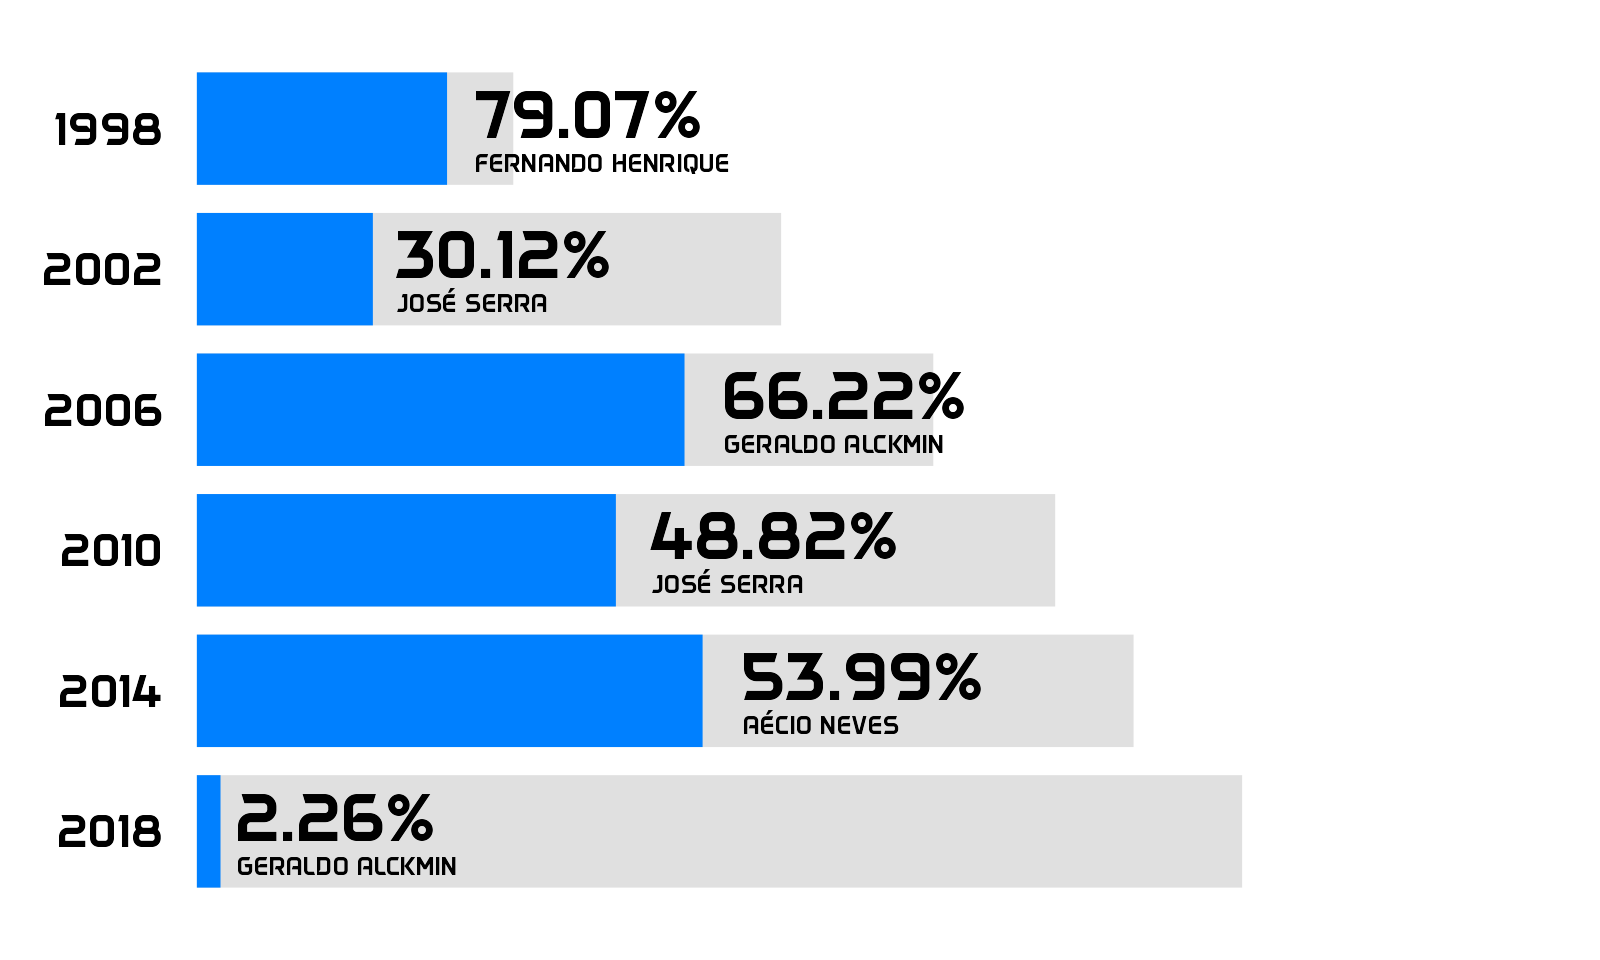 1998
79.07%
FERNANDO HENRIQUE
2002
30.12%
JOSÉ SERRA
2006
66.22%
GERALDO ALCKMIN
2010
48.82%
JOSÉ SERRA
2014
53.99%
AÉCIO NEVES
2018
2.26%
GERALDO ALCKMIN